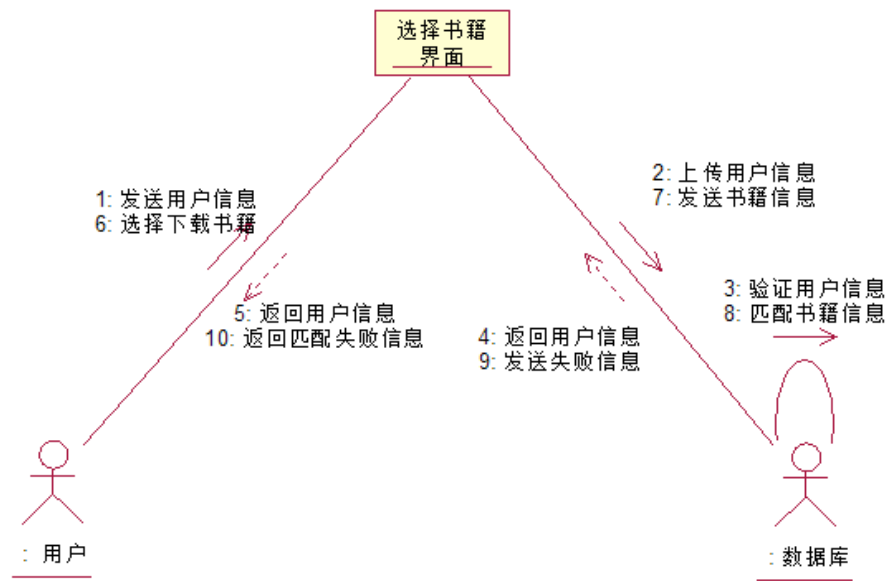 选择书籍
界面
1: 发送用户信息
6: 选择下载书籍
2: 上传用户信息
7: 发送书籍信息
3: 验证用户信息
8: 匹配书籍信息
5: 返回用户信息
10: 返回匹配失败信息
4: 返回用户信息
9: 发送失败信息
: 用户
: 数据库